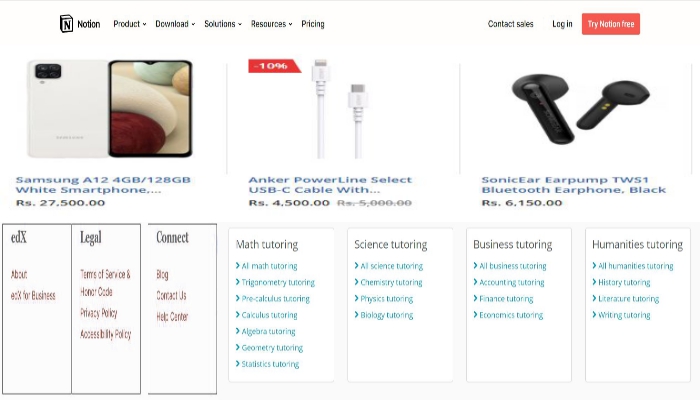 Notion Product Download Solutions Resources Pricing Contact sales Log in Try Notion free
-10%
SAMSUNG
Samsung A12 4GB/128GB
White Smartphone,...
Rs. 27,500.00
Anker PowerLine Select
USB-C Cable With...
Rs. 4,500.00 Rs. 5,000.00
SonicEar Earpump TWS1
Bluetooth Earphone, Black
Rs. 6,150.00
edX
About
edX for Business
Legal
Terms of Service &
Honor Code
Privacy Policy
Accessibility Policy
Connect
Blog
Contact Us
Help Center
Math tutoring
All math tutoring
Trigonometry tutoring
Pre-calculus tutoring
Calculus tutoring
Algebra tutoring
Geometry tutoring
Statistics tutoring
Science tutoring
All science tutoring
Chemistry tutoring
Physics tutoring
Biology tutoring
Business tutoring
All business tutoring
Accounting tutoring
Finance tutoring
Economics tutoring
Humanities tutoring
All humanities tutoring
History tutoring
Literature tutoring
Writing tutoring